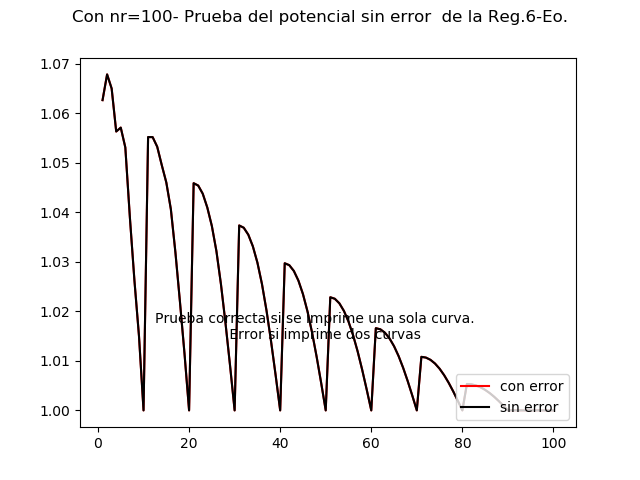 Con nr=100- Prueba del potencial sin error  de la Reg.6-Eo.
1.07
1.06
1.05
1.04
1.03
1.02
1.01
1.00
Prueba correcta si se imprime una sola curva.
Error si imprime dos curvas
con error
sin error
0
20
40
60
80
100